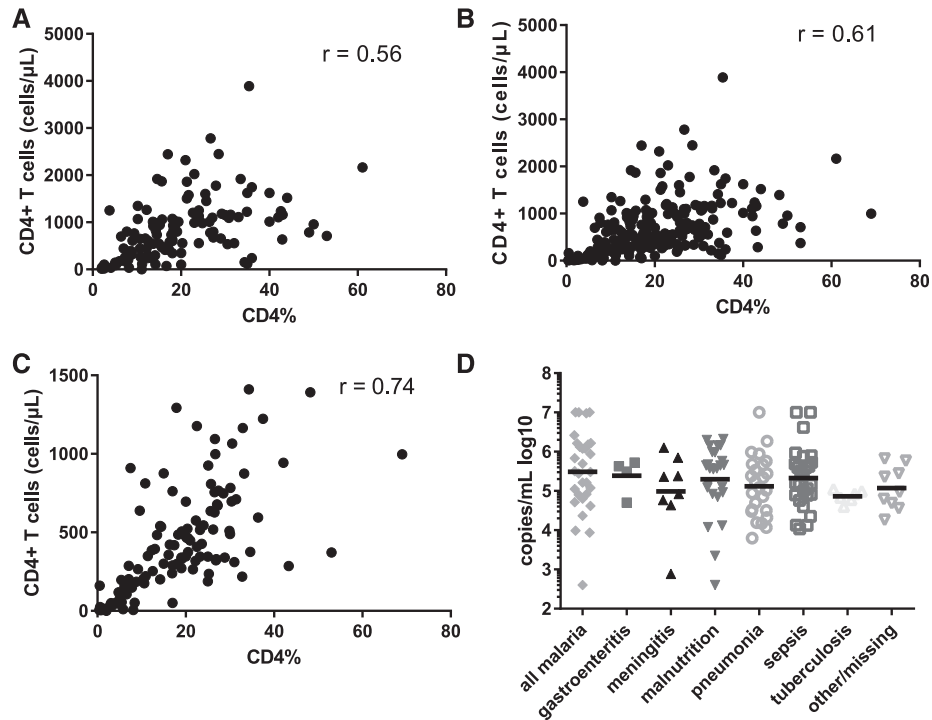 A
r = 0.56
CD4+ T cells (cells/µL)
5000
4000
3000
2000
1000
0
0 20 40 60 80
CD4%
B
r = 0.61
CD4+ T cells (cells/µL)
5000
4000
3000
2000
1000
0
0 20 40 60 80
CD4%
C
r = 0.74
CD4+ T cells (cells/µL)
1500
1000
500
0
0 20 40 60 80
CD4%
D
copies/mL log10
8
7
6
5
4
3
2
all malaria
gastroenteritis
meningitis
malnutrition
pneumonia
sepsis
tuberculosis
other/missing